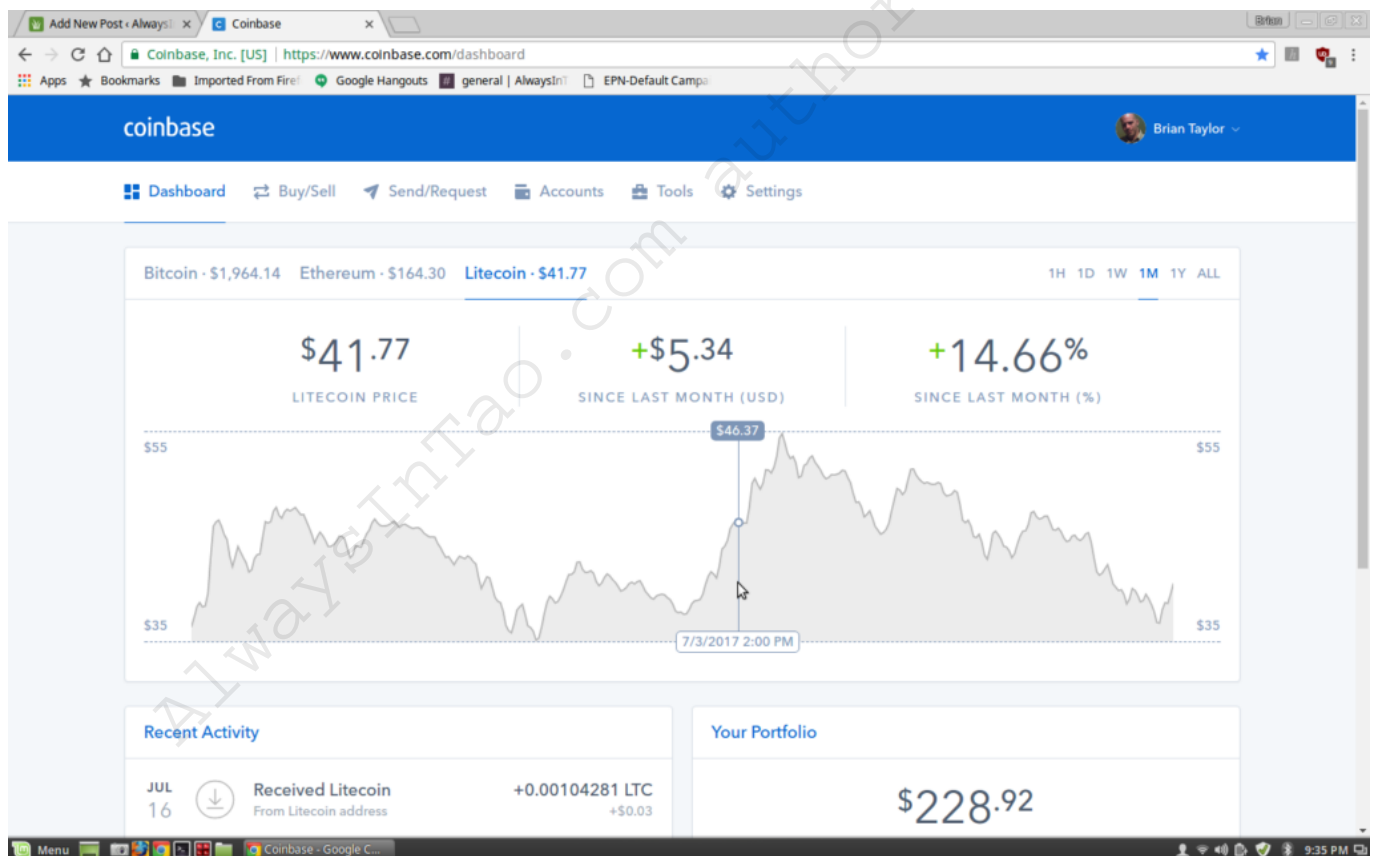 Add New Post ‹ Always
Coinbase
Brian
Coinbase, Inc. [US] | https://www.coinbase.com/dashboard
Apps Bookmarks Imported From Firef Google Hangouts general | AlwaysInT EPN-Default Campa
coinbase
Brian Taylor
Dashboard Buy/Sell Send/Request Accounts Tools Settings
Bitcoin · $1,964.14 Ethereum · $164.30 Litecoin · $41.77 1H 1D 1W 1M 1Y ALL
$41.77 +$5.34 +14.66%
LITECOIN PRICE SINCE LAST MONTH (USD) SINCE LAST MONTH (%)
$46.37
$55 $55
$35 $35
7/3/2017 2:00 PM
Recent Activity
JUL 16
Received Litecoin +0.00104281 LTC
From Litecoin address +$0.03
Your Portfolio
$228.92
Menu Coinbase - Google C... 9:35 PM
AlwaysInTao.com author